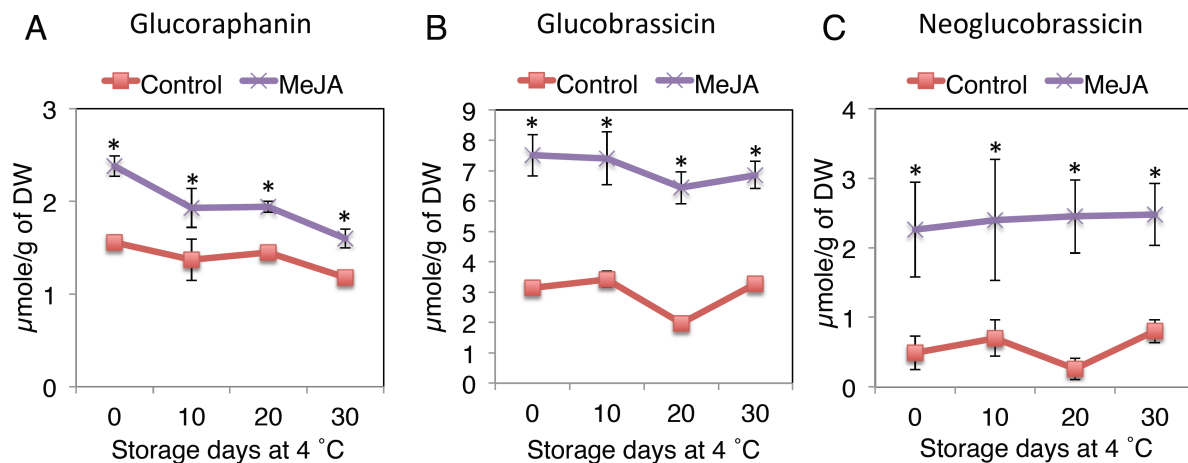 A Glucoraphanin
Control MeJA
µmole/g of DW
3
2
1
0
*
*
*
*
0 10 20 30
Storage days at 4 ˚C
B Glucobrassicin
Control MeJA
µmole/g of DW
9
8
7
6
5
4
3
2
1
0
*
*
*
*
0 10 20 30
Storage days at 4 ˚C
C Neoglucobrassicin
Control MeJA
µmole/g of DW
4
3
2
1
0
*
*
*
*
0 10 20 30
Storage days at 4 ˚C